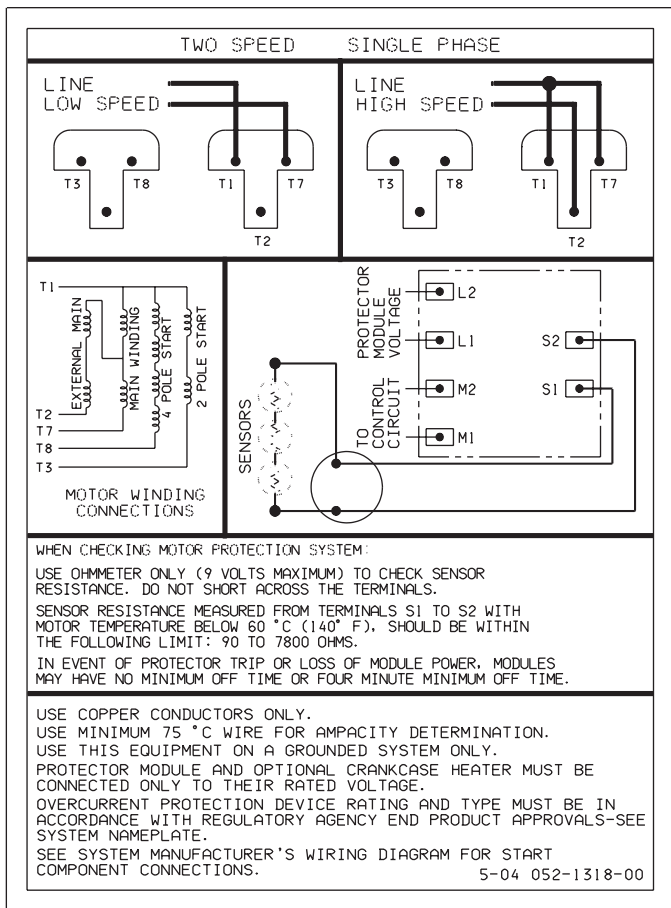 TWO SPEED SINGLE PHASE
LINE
LOW SPEED
T3 T8 T1 T7
T2
LINE
HIGH SPEED
T3 T8 T1 T7
T2
T1
EXTERNAL MAIN
MAIN WINDING
4 POLE START
2 POLE START
T2
T7
T8
T3
MOTOR WINDING
CONNECTIONS
SENSORS
PROTECTOR
MODULE
VOLTAGE
TO
CONTROL
CIRCUIT
L2
L1
M2
M1
S2
S1
WHEN CHECKING MOTOR PROTECTION SYSTEM:
USE OHMMETER ONLY (9 VOLTS MAXIMUM) TO CHECK SENSOR
RESISTANCE. DO NOT SHORT ACROSS THE TERMINALS.
SENSOR RESISTANCE MEASURED FROM TERMINALS S1 TO S2 WITH
MOTOR TEMPERATURE BELOW 60 °C (140° F), SHOULD BE WITHIN
THE FOLLOWING LIMIT: 90 TO 7800 OHMS.
IN EVENT OF PROTECTOR TRIP OR LOSS OF MODULE POWER, MODULES
MAY HAVE NO MINIMUM OFF TIME OR FOUR MINUTE MINIMUM OFF TIME.
USE COPPER CONDUCTORS ONLY.
USE MINIMUM 75 °C WIRE FOR AMPACITY DETERMINATION.
USE THIS EQUIPMENT ON A GROUNDED SYSTEM ONLY.
PROTECTOR MODULE AND OPTIONAL CRANKCASE HEATER MUST BE
CONNECTED ONLY TO THEIR RATED VOLTAGE.
OVERCURRENT PROTECTION DEVICE RATING AND TYPE MUST BE IN
ACCORDANCE WITH REGULATORY AGENCY END PRODUCT APPROVALS-SEE
SYSTEM NAMEPLATE.
SEE SYSTEM MANUFACTURER'S WIRING DIAGRAM FOR START
COMPONENT CONNECTIONS.
5-04 052-1318-00